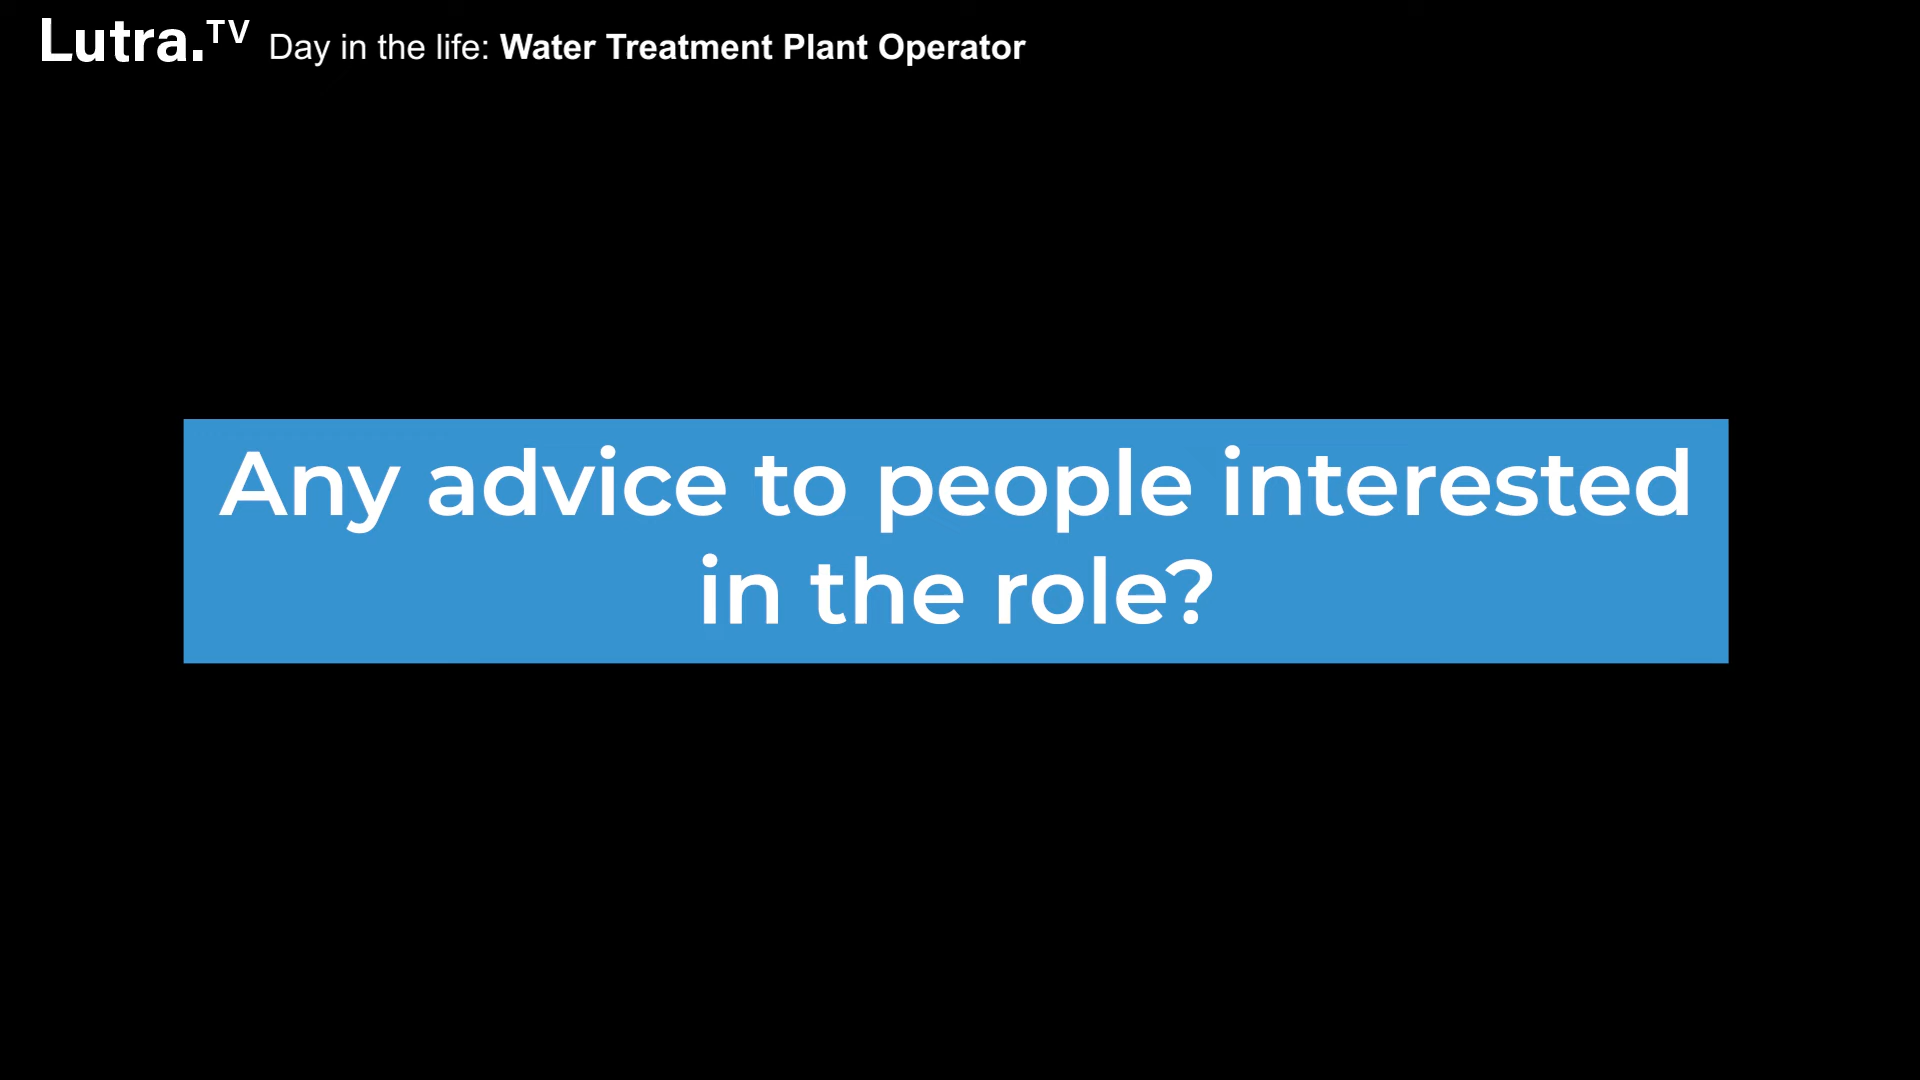 Lutra.TV Day in the life: Water Treatment Plant Operator
Any advice to people interested
in the role?